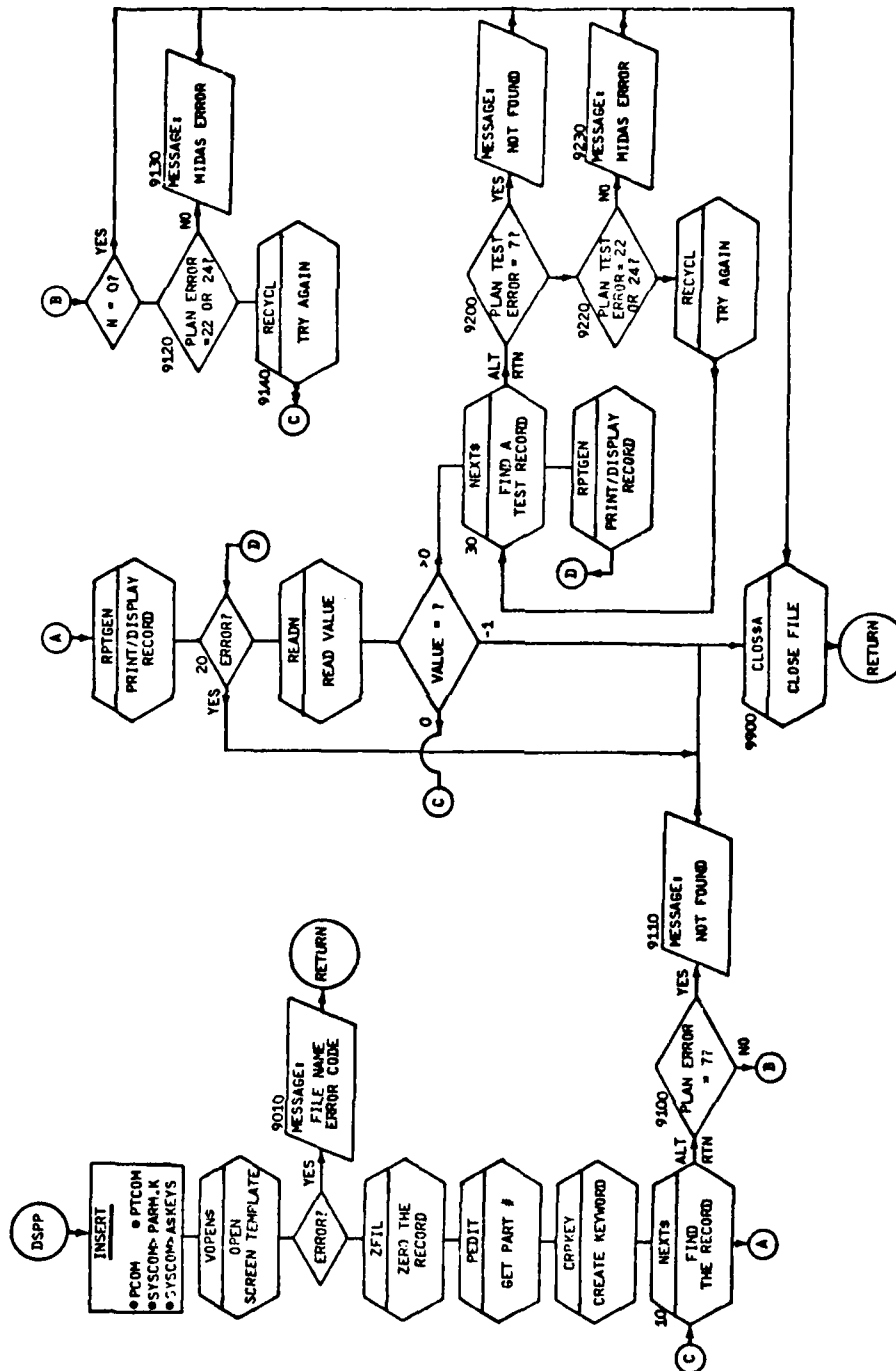 DSPP
INSERT
●PCOM ●PTCOM
●SYSCOM>PARM.K
●SYSCOM>A$KEYS
VOPENS
OPEN
SCREEN TEMPLATE
ERROR?
YES
9010
MESSAGE:
FILE NAME
ERROR CODE
RETURN
ZFIL
ZERO THE
RECORD
PEDIT
GET PART #
CRPKEY
CREATE KEYWORD
C
10
NEXT$
FIND
THE RECORD
A
ALT
RTN
9100
PLAN ERROR
= 7?
NO
B
YES
9110
MESSAGE:
NOT FOUND
A
RPTGEN
PRINT/DISPLAY
RECORD
20
ERROR?
YES
D
READN
READ VALUE
VALUE = ?
0
C
>0
-1
30
NEXT$
FIND A
TEST RECORD
RPTGEN
PRINT/DISPLAY
RECORD
D
ALT
RTN
9200
PLAN TEST
ERROR = 7?
YES
MESSAGE:
NOT FOUND
9220
PLAN TEST
ERROR = 22
OR 24?
NO
9230
MESSAGE:
MIDAS ERROR
RECYCL
TRY AGAIN
9900
CLOS$A
CLOSE FILE
RETURN
B
N = 0?
YES
9120
PLAN ERROR
=22 OR 24?
NO
9130
MESSAGE:
MIDAS ERROR
9140
RECYCL
TRY AGAIN
C